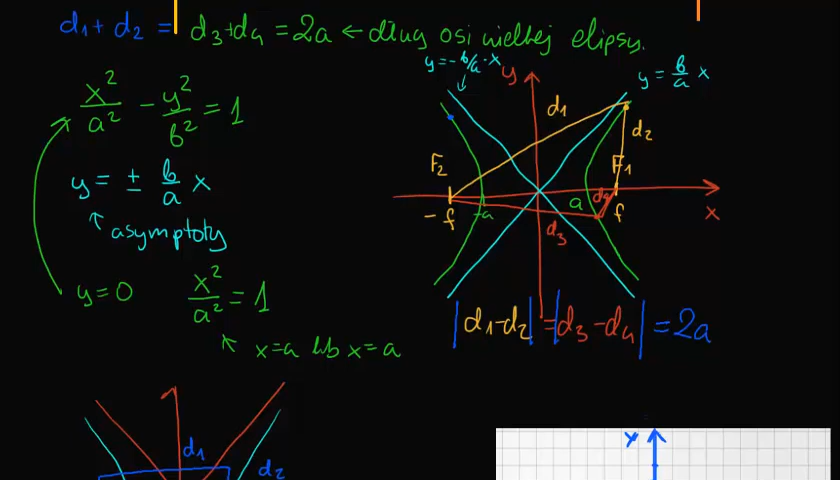 d₁+d₂ = d₃+d₄ = 2a ← dług osi wielkiej elipsy.
x²/a² - y²/b² = 1
y = ± b/a x
asymptoty
y=0 x²/a² = 1
x=a lub x=a
y=-b/a·x
y
y = b/a x
d₁
d₂
F₂
F₁
-f
-a
a
d₄
f
x
d₃
|d₁-d₂| = |d₃-d₄| = 2a
d₁
d₂